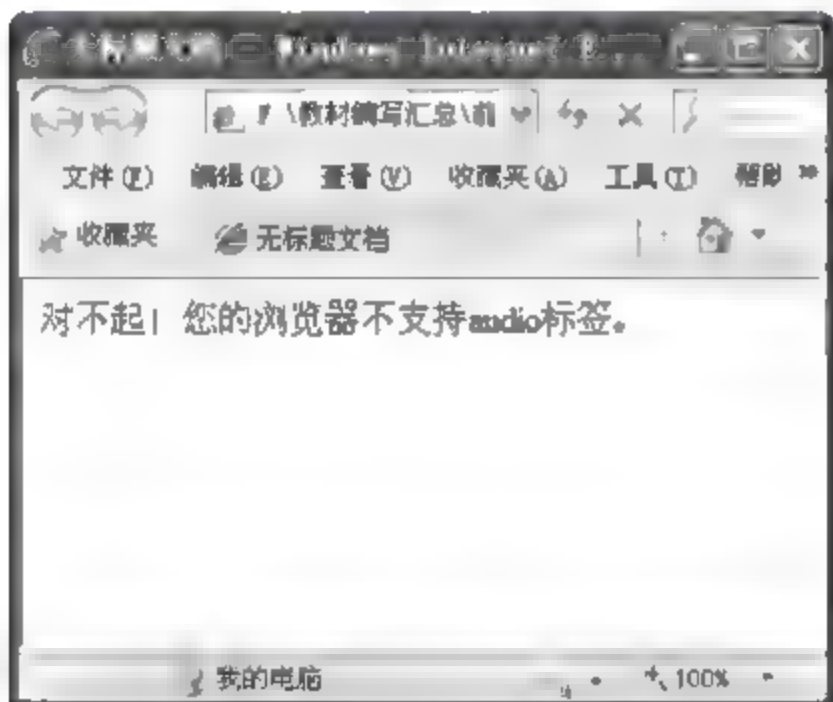 F:\教材编写汇总\前
文件(F) 编辑(E) 查看(V) 收藏夹(A) 工具(T) 帮助 »
收藏夹 无标题文档
对不起！您的浏览器不支持audio标签。
我的电脑 100%